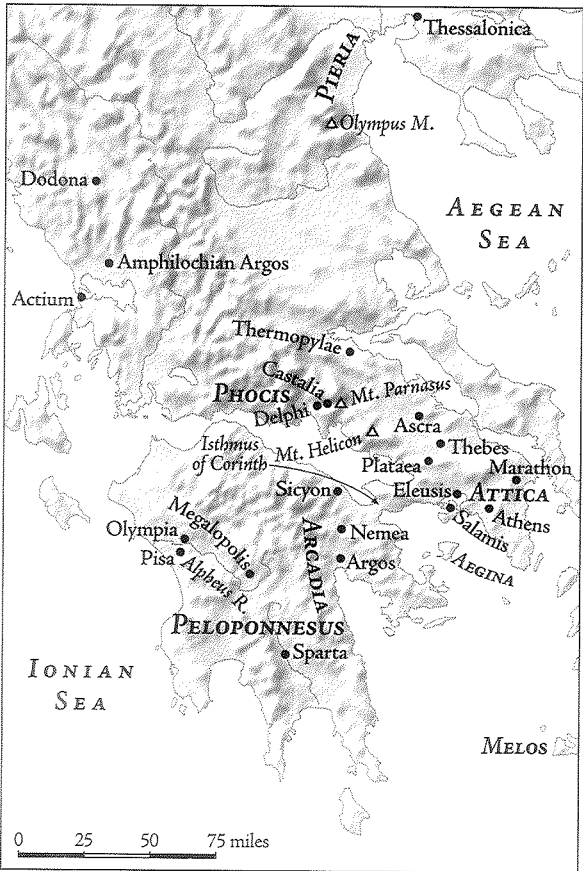 Thessalonica
PIERIA
Olympus M.
Dodona
AEGEAN
SEA
Amphilochian Argos
Actium
Thermopylae
Castalia
Mt. Parnasus
PHOCIS
Delphi
Ascra
Isthmus
of Corinth
Mt. Helicon
Thebes
Plataea
Marathon
Sicyon
Eleusis
ATTICA
Salamis
Athens
Megalopolis
Olympia
Nemea
ARCADIA
Pisa
Alpheus R.
Argos
AEGINA
PELOPONNESUS
Sparta
IONIAN
SEA
MELOS
0 25 50 75 miles